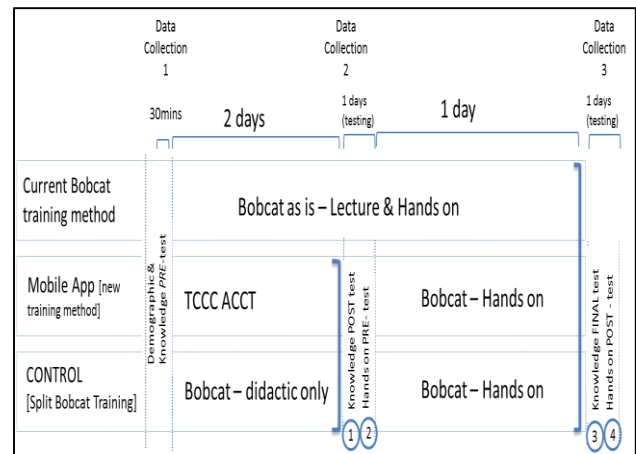 Data
Collection
1
Data
Collection
2
Data
Collection
3
30mins
2 days
1 days
(testing)
1 day
1 days
(testing)
Current Bobcat
training method
Bobcat as is – Lecture & Hands on
Demographic &
Knowledge PRE-test
Mobile App [new
training method]
TCCC ACCT
Knowledge POST test
Hands on PRE- test
Bobcat – Hands on
CONTROL
[Split Bobcat Training]
Bobcat – didactic only
Bobcat – Hands on
Knowledge FINAL test
Hands on POST - test
1
2
3
4